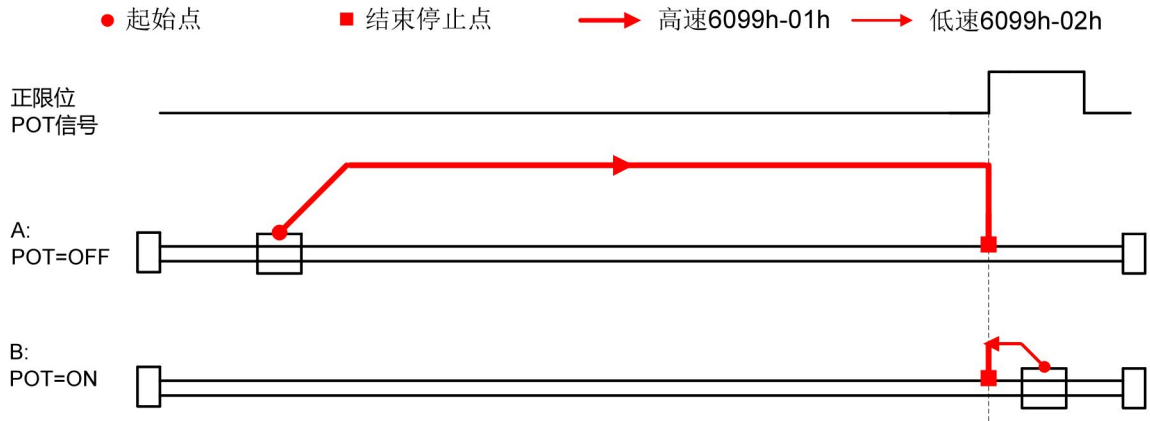 起始点 结束停止点 高速6099h-01h 低速6099h-02h
正限位
POT信号
A:
POT=OFF
B:
POT=ON